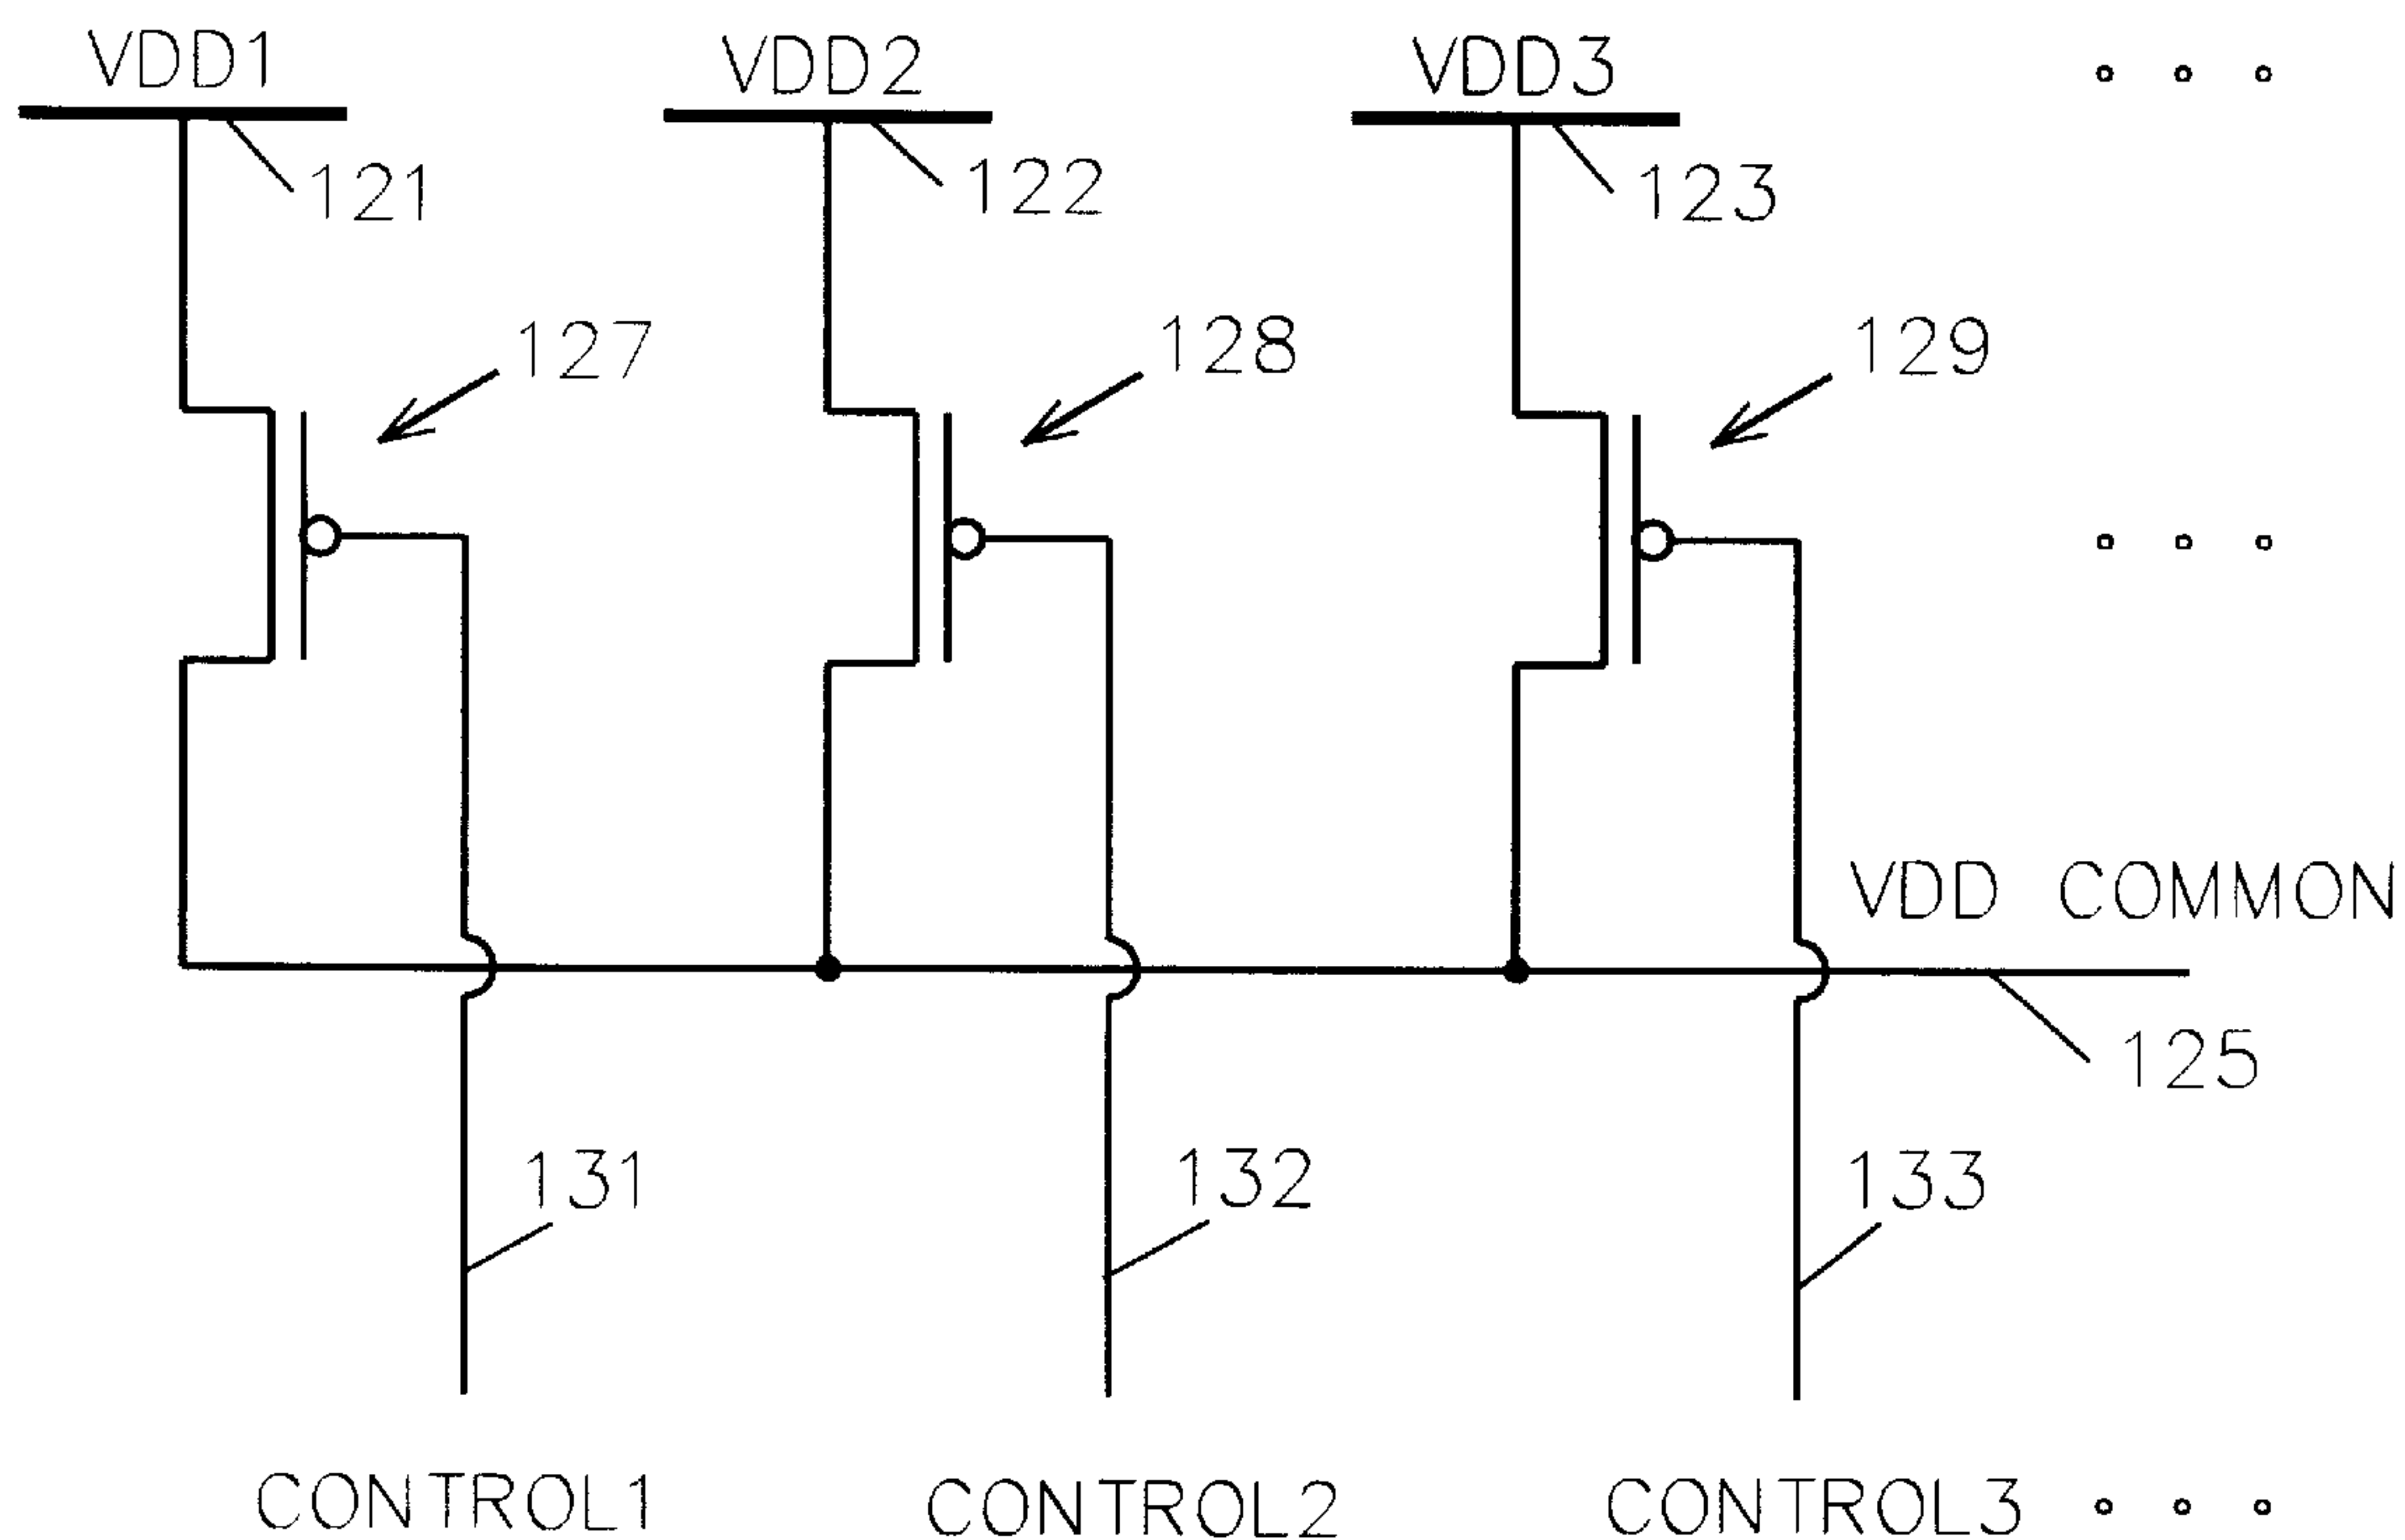 VDD1 VDD2 VDD3
121 122 123
127 128 129
VDD COMMON
125
131 132 133
CONTROL1 CONTROL2 CONTROL3